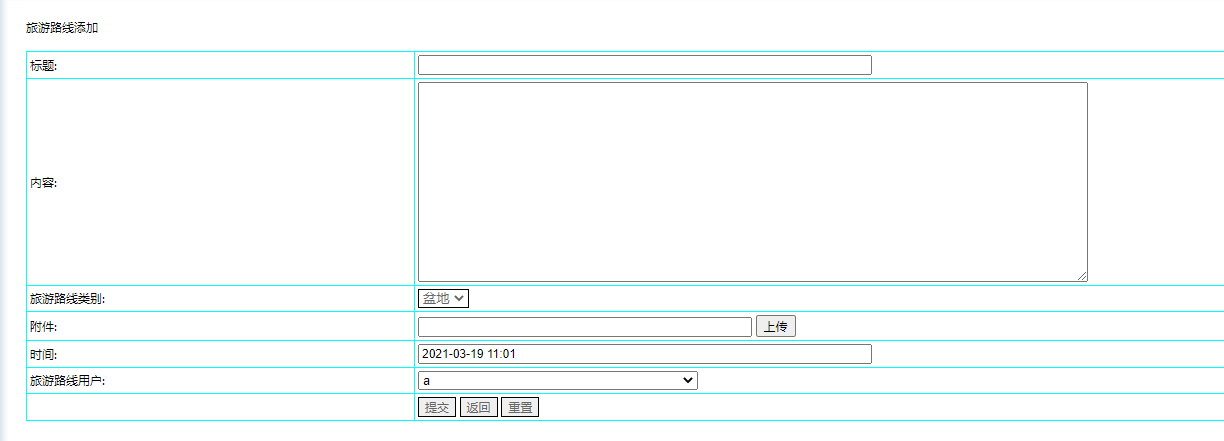 旅游路线添加
标题:
内容:
旅游路线类别: 盆地
附件: 上传
时间: 2021-03-19 11:01
旅游路线用户: a
提交 返回 重置